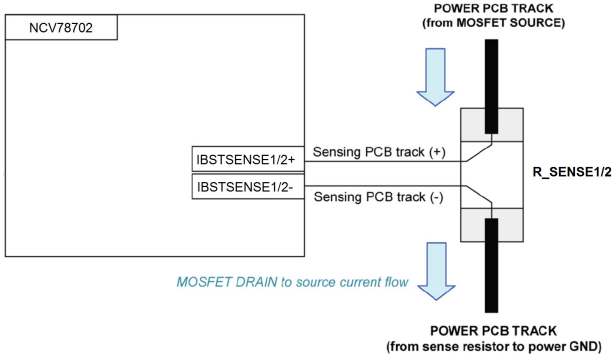 POWER PCB TRACK
(from MOSFET SOURCE)
NCV78702
IBSTSENSE1/2+
Sensing PCB track (+)
R_SENSE1/2
IBSTSENSE1/2-
Sensing PCB track (-)
MOSFET DRAIN to source current flow
POWER PCB TRACK
(from sense resistor to power GND)